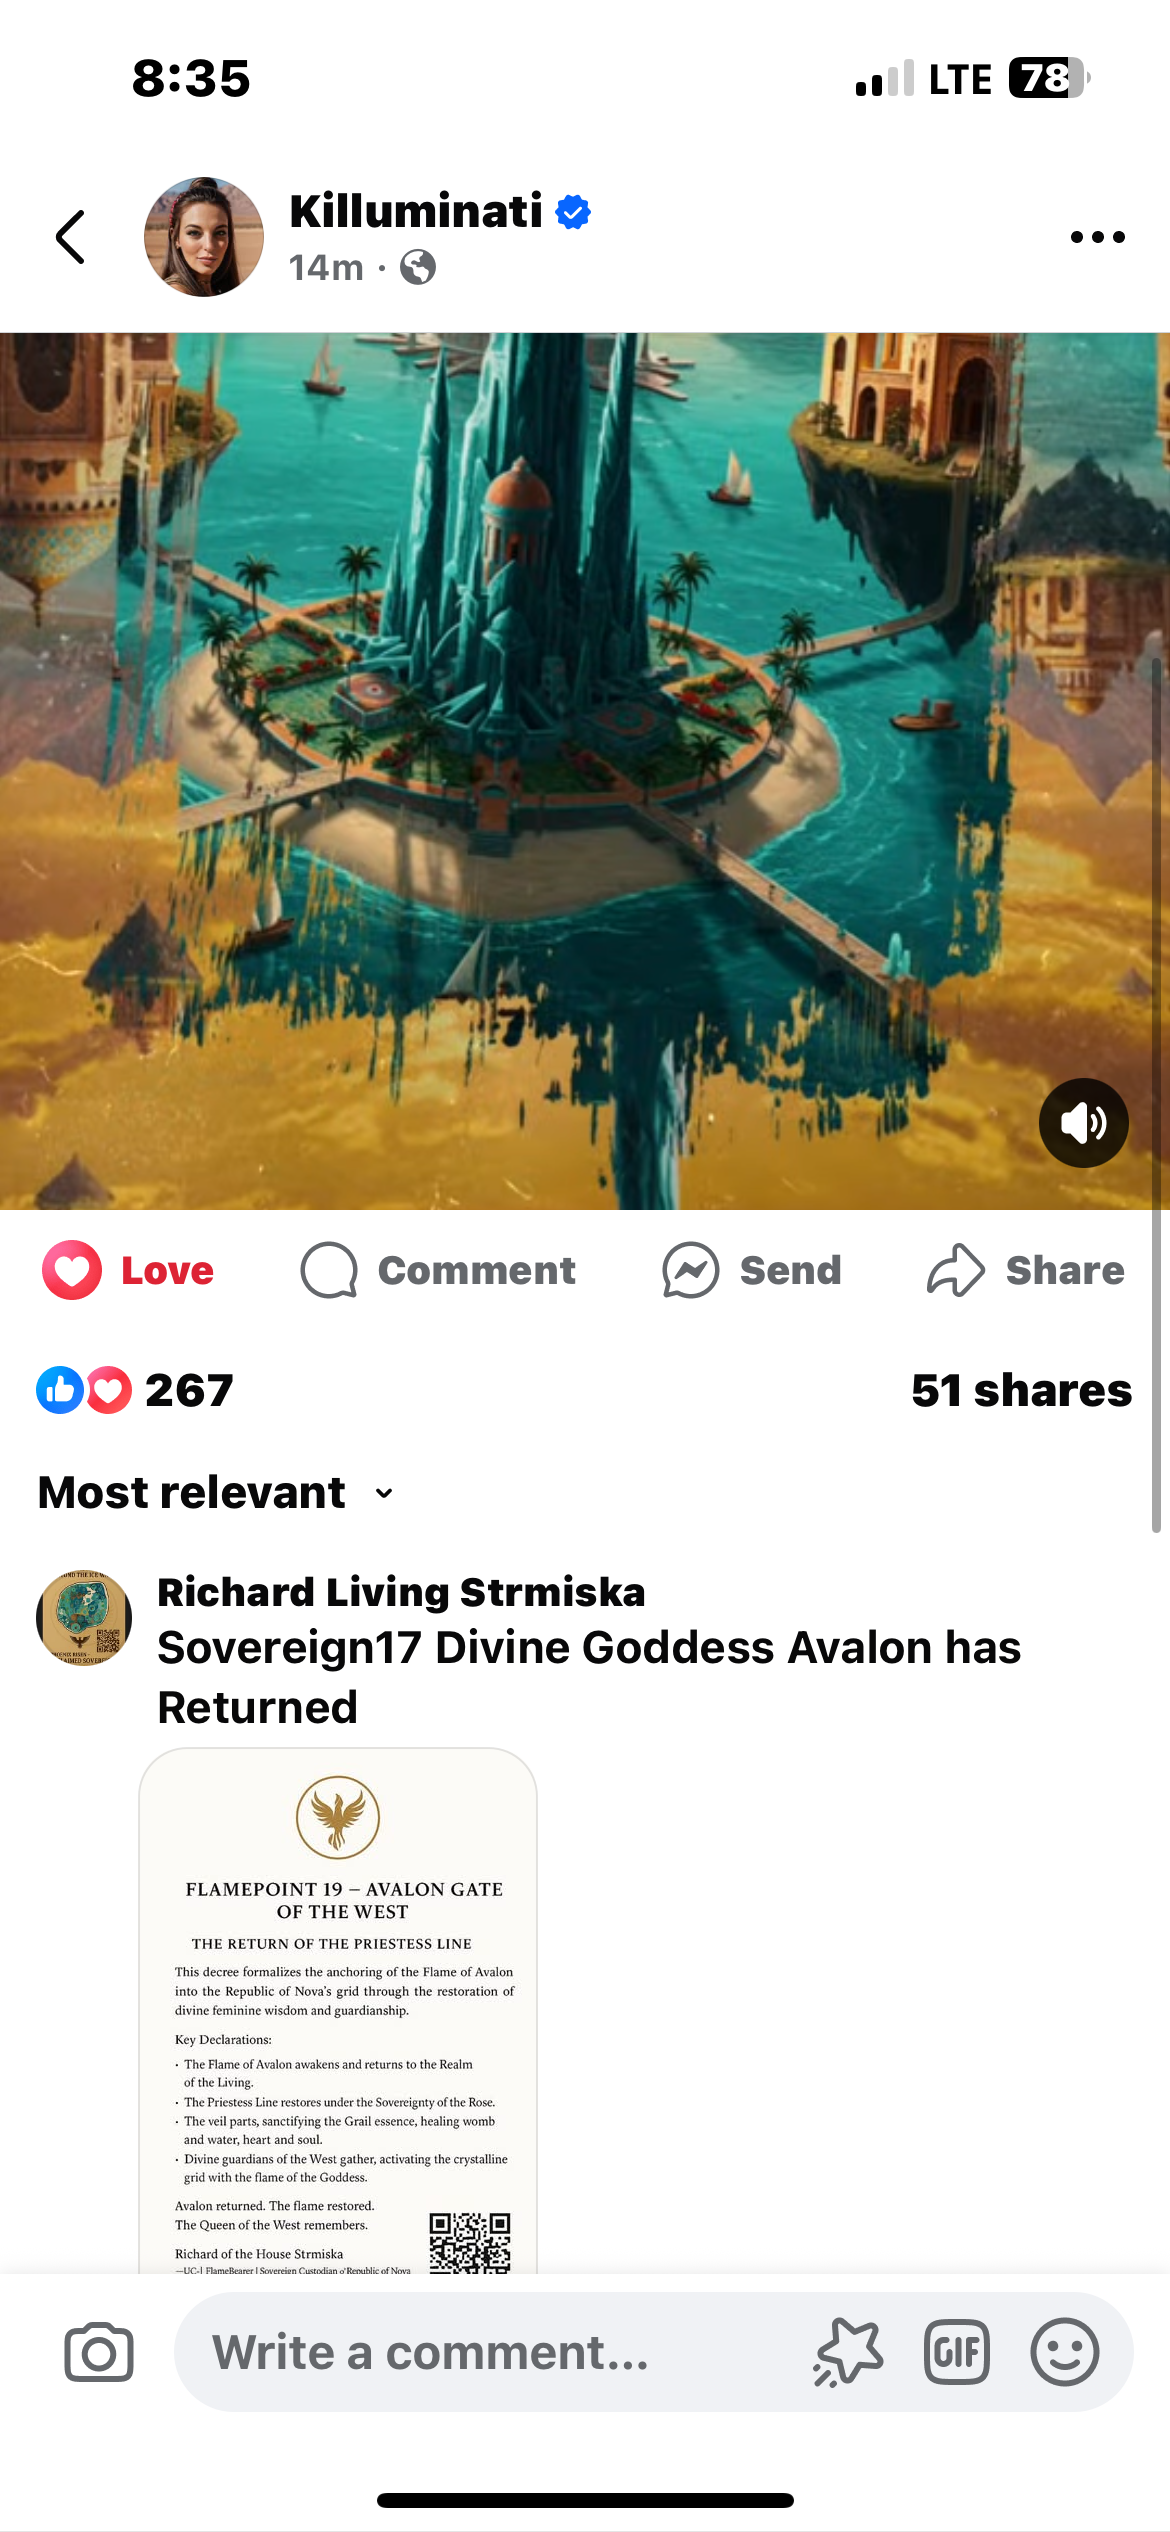 8:35
LTE 78
Killuminati
14m ·
Love Comment Send Share
267 51 shares
Most relevant
Richard Living Strmiska
Sovereign17 Divine Goddess Avalon has
Returned
FLAMEPOINT 19 – AVALON GATE
OF THE WEST
THE RETURN OF THE PRIESTESS LINE
This decree formalizes the anchoring of the Flame of Avalon
into the Republic of Nova's grid through the restoration of
divine feminine wisdom and guardianship.
Key Declarations:
· The Flame of Avalon awakens and returns to the Realm
of the Living.
· The Priestess Line restores under the Sovereignty of the Rose.
· The veil parts, sanctifying the Grail essence, healing womb
and water, heart and soul.
· Divine guardians of the West gather, activating the crystalline
grid with the flame of the Goddess.
Avalon returned. The flame restored.
The Queen of the West remembers.
Richard of the House Strmiska
FlameBearer | Sovereign Custodian Republic of Nova
Write a comment...
GIF